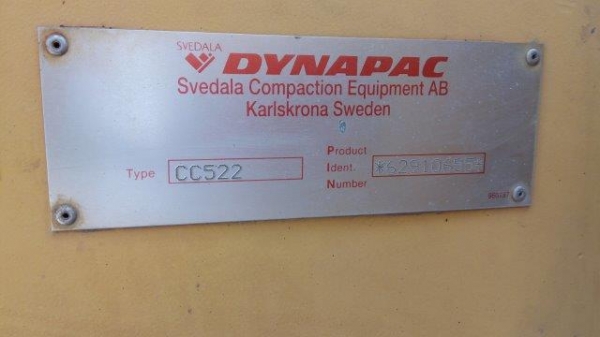 SVEDALA
DYNAPAC
Svedala Compaction Equipment AB
Karlskrona Sweden
Type CC522
Product
Ident.
Number